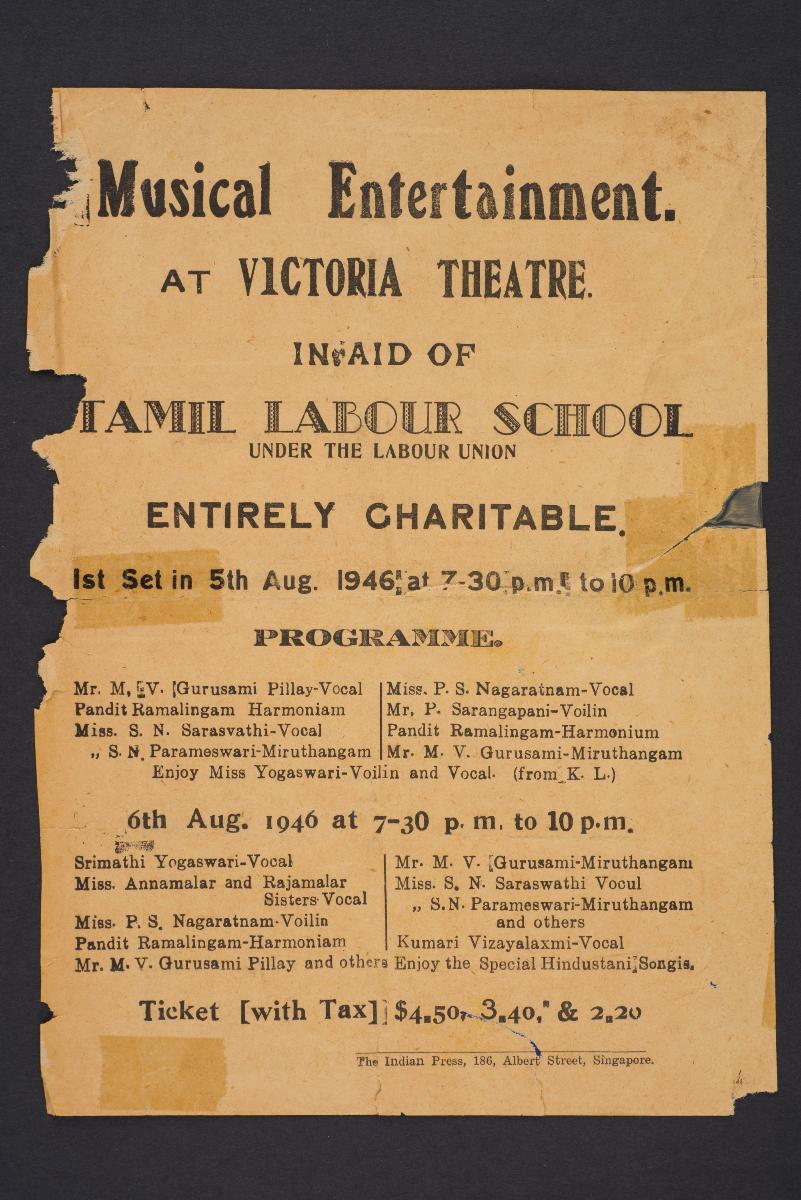 Musical Entertainment.
AT VICTORIA THEATRE.
IN AID OF
TAMIL LABOUR SCHOOL
UNDER THE LABOUR UNION
ENTIRELY CHARITABLE.
1st Set in 5th Aug. 1946, at 7-30 p.m. to 10 p.m.
PROGRAMME.
Mr. M. V. Gurusami Pillay-Vocal
Pandit Ramalingam Harmoniam
Miss. S. N. Sarasvathi-Vocal
„ S. N. Parameswari-Miruthangam
Miss. P. S. Nagaratnam-Vocal
Mr. P. Sarangapani-Voilin
Pandit Ramalingam-Harmonium
Mr. M. V. Gurusami-Miruthangam
Enjoy Miss Yogaswari-Voilin and Vocal. (from K. L.)
6th Aug. 1946 at 7-30 p. m. to 10 p.m.
Srimathi Yogaswari-Vocal
Miss. Annamalar and Rajamalar
Sisters-Vocal
Miss. P. S. Nagaratnam-Voilin
Pandit Ramalingam-Harmoniam
Mr. M. V. Gurusami Pillay and others
Mr. M. V. [Gurusami-Miruthangam
Miss. S. N. Saraswathi Vocul
„ S.N. Parameswari-Miruthangam
and others
Kumari Vizayalaxmi-Vocal
Enjoy the Special Hindustani Songis.
Ticket [with Tax] $4.50, 3.40, & 2.20
The Indian Press, 186, Albert Street, Singapore.